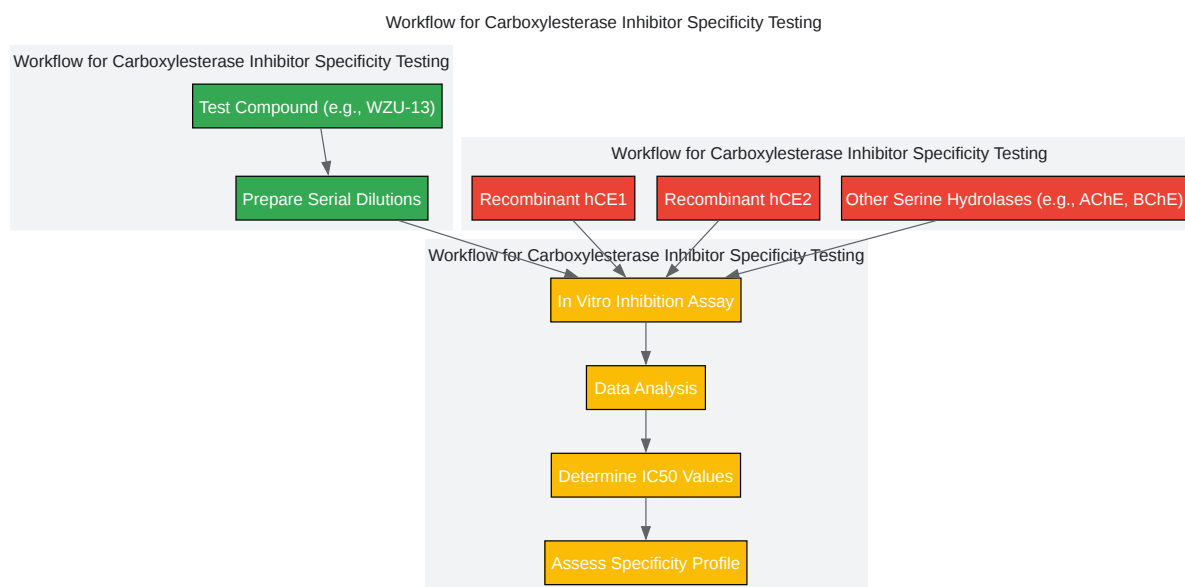 Workflow for Carboxylesterase Inhibitor Specificity Testing
Workflow for Carboxylesterase Inhibitor Specificity Testing
Test Compound (e.g., WZU-13)
Prepare Serial Dilutions
Workflow for Carboxylesterase Inhibitor Specificity Testing
Recombinant hCE1
Recombinant hCE2
Other Serine Hydrolases (e.g., AChE, BChE)
Workflow for Carboxylesterase Inhibitor Specificity Testing
In Vitro Inhibition Assay
Data Analysis
Determine IC50 Values
Assess Specificity Profile